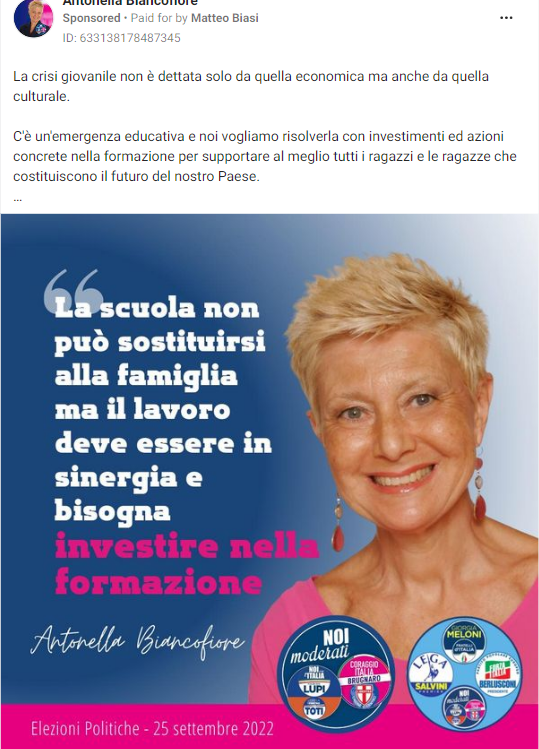 Antonella Biancofiore
Sponsored • Paid for by Matteo Biasi
ID: 633138178487345
La crisi giovanile non è dettata solo da quella economica ma anche da quella
culturale.
C'è un'emergenza educativa e noi vogliamo risolverla con investimenti ed azioni
concrete nella formazione per supportare al meglio tutti i ragazzi e le ragazze che
costituiscono il futuro del nostro Paese.
...
“La scuola non
può sostituirsi
alla famiglia
ma il lavoro
deve essere in
sinergia e
bisogna
investire nella
formazione
Antonella Biancofiore
NOI
moderati
NOI CON
L'ITALIA
LUPI
CORAGGIO
ITALIA
BRUGNARO
TOTI
GIORGIA
MELONI
FRATELLI
D'ITALIA
LEGA
SALVINI
PREMIER
FORZA
ITALIA
BERLUSCONI
PRESIDENTE
NOI
moderati
Elezioni Politiche - 25 settembre 2022